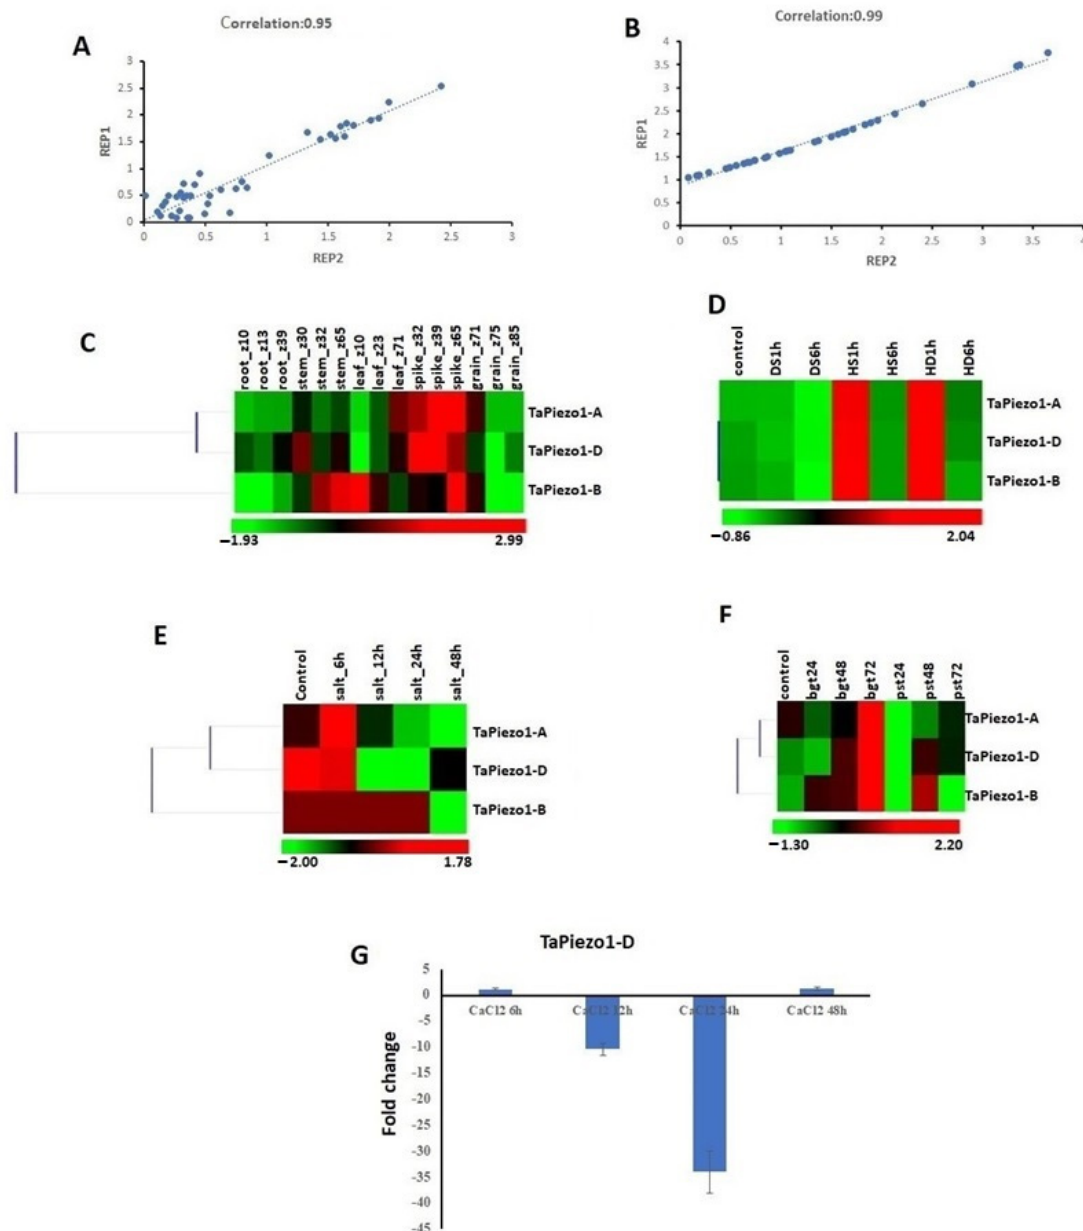 A
Correlation:0.95
REP1
3
2.5
2
1.5
1
0.5
0
0 0.5 1 1.5 2 2.5 3
REP2
B
Correlation:0.99
REP1
4
3.5
3
2.5
2
1.5
1
0.5
0
0 0.5 1 1.5 2 2.5 3 3.5 4
REP2
C
root_z10
root_z13
root_z39
stem_z30
stem_z32
stem_z65
leaf_z10
leaf_z23
leaf_z71
spike_z32
spike_z39
spike_z65
grain_z71
grain_z75
grain_z85
TaPiezo1-A
TaPiezo1-D
TaPiezo1-B
−1.93 2.99
D
control
DS1h
DS6h
HS1h
HS6h
HD1h
HD6h
TaPiezo1-A
TaPiezo1-D
TaPiezo1-B
−0.86 2.04
E
Control
salt_6h
salt_12h
salt_24h
salt_48h
TaPiezo1-A
TaPiezo1-D
TaPiezo1-B
−2.00 1.78
F
control
bgt24
bgt48
bgt72
pst24
pst48
pst72
TaPiezo1-A
TaPiezo1-D
TaPiezo1-B
−1.30 2.20
G
TaPiezo1-D
Fold change
5
0
-5
-10
-15
-20
-25
-30
-35
-40
-45
CaCl2 6h CaCl2 12h CaCl2 24h CaCl2 48h